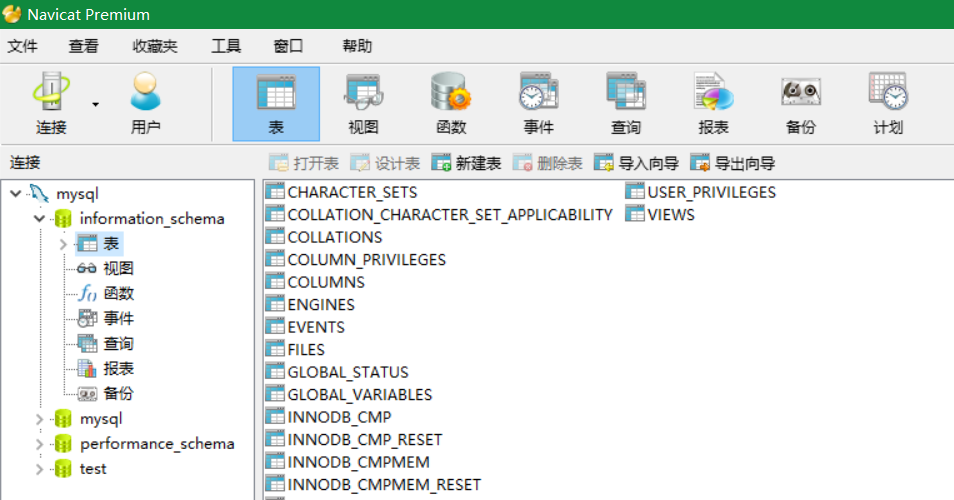 Navicat Premium
文件 查看 收藏夹 工具 窗口 帮助
连接 用户 表 视图 函数 事件 查询 报表 备份 计划
连接 打开表 设计表 新建表 删除表 导入向导 导出向导
mysql
information_schema
表
视图
函数
事件
查询
报表
备份
mysql
performance_schema
test
CHARACTER_SETS
COLLATION_CHARACTER_SET_APPLICABILITY
COLLATIONS
COLUMN_PRIVILEGES
COLUMNS
ENGINES
EVENTS
FILES
GLOBAL_STATUS
GLOBAL_VARIABLES
INNODB_CMP
INNODB_CMP_RESET
INNODB_CMPMEM
INNODB_CMPMEM_RESET
USER_PRIVILEGES
VIEWS